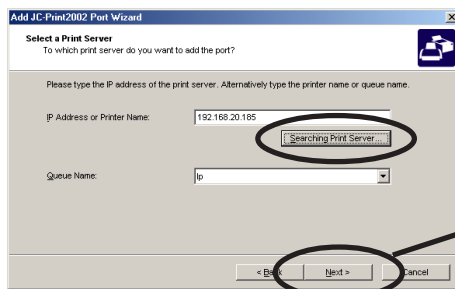 Add JC-Print2002 Port Wizard
Select a Print Server
To which print server do you want to add the port?
Please type the IP address of the print server. Alternatively type the printer name or queue name.
IP Address or Printer Name: 192.168.20.185
Searching Print Server...
Queue Name: lp
< Back Next > Cancel